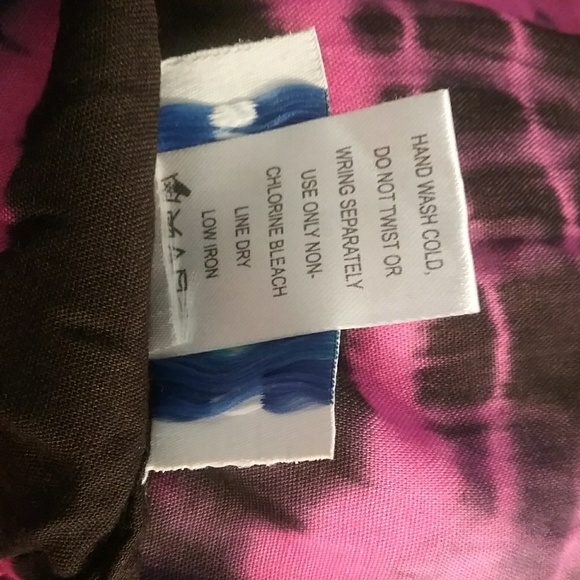 HAND WASH COLD,
DO NOT TWIST OR
WRING SEPARATELY
USE ONLY NON-
CHLORINE BLEACH
LINE DRY
LOW IRON